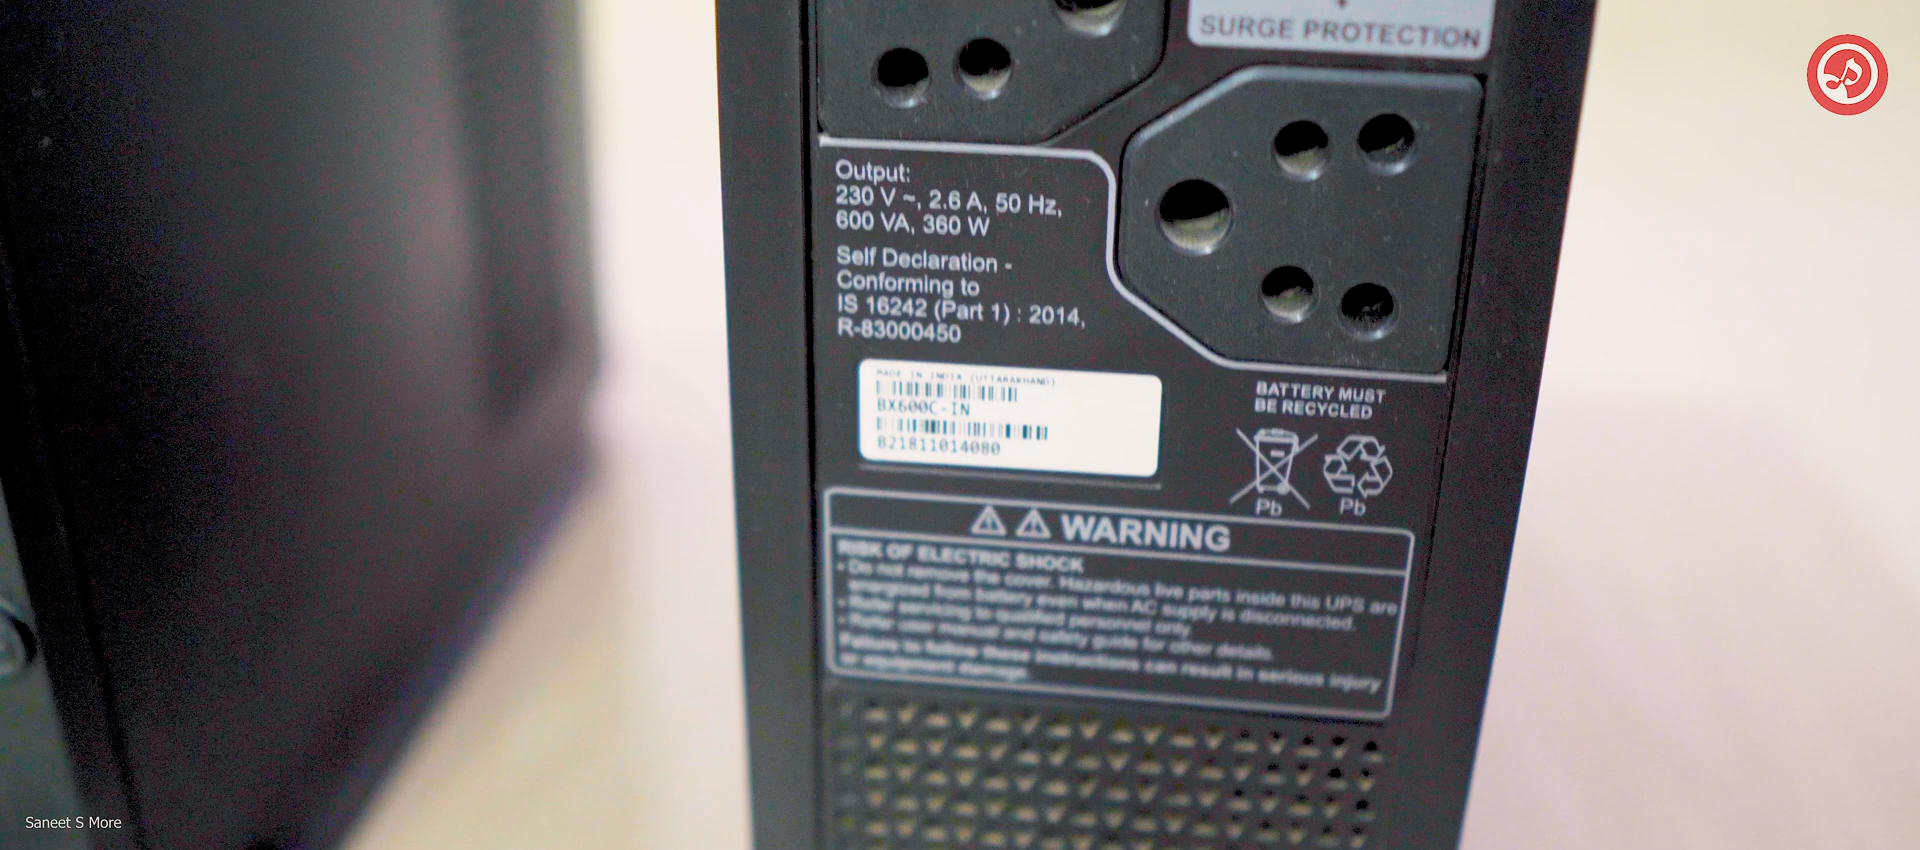 SURGE PROTECTION
Output:
230 V ~, 2.6 A, 50 Hz,
600 VA, 360 W
Self Declaration -
Conforming to
IS 16242 (Part 1) : 2014,
R-83000450
MADE IN INDIA (UTTARAKHAND)
BX600C-IN
B21811014080
BATTERY MUST
BE RECYCLED
Pb
Pb
WARNING
RISK OF ELECTRIC SHOCK
• Do not remove the cover. Hazardous live parts inside this UPS are
energized from battery even when AC supply is disconnected.
• Refer servicing to qualified personnel only.
• Refer user manual and safety guide for other details.
Failure to follow these instructions can result in serious injury
or equipment damage.
Saneet S More